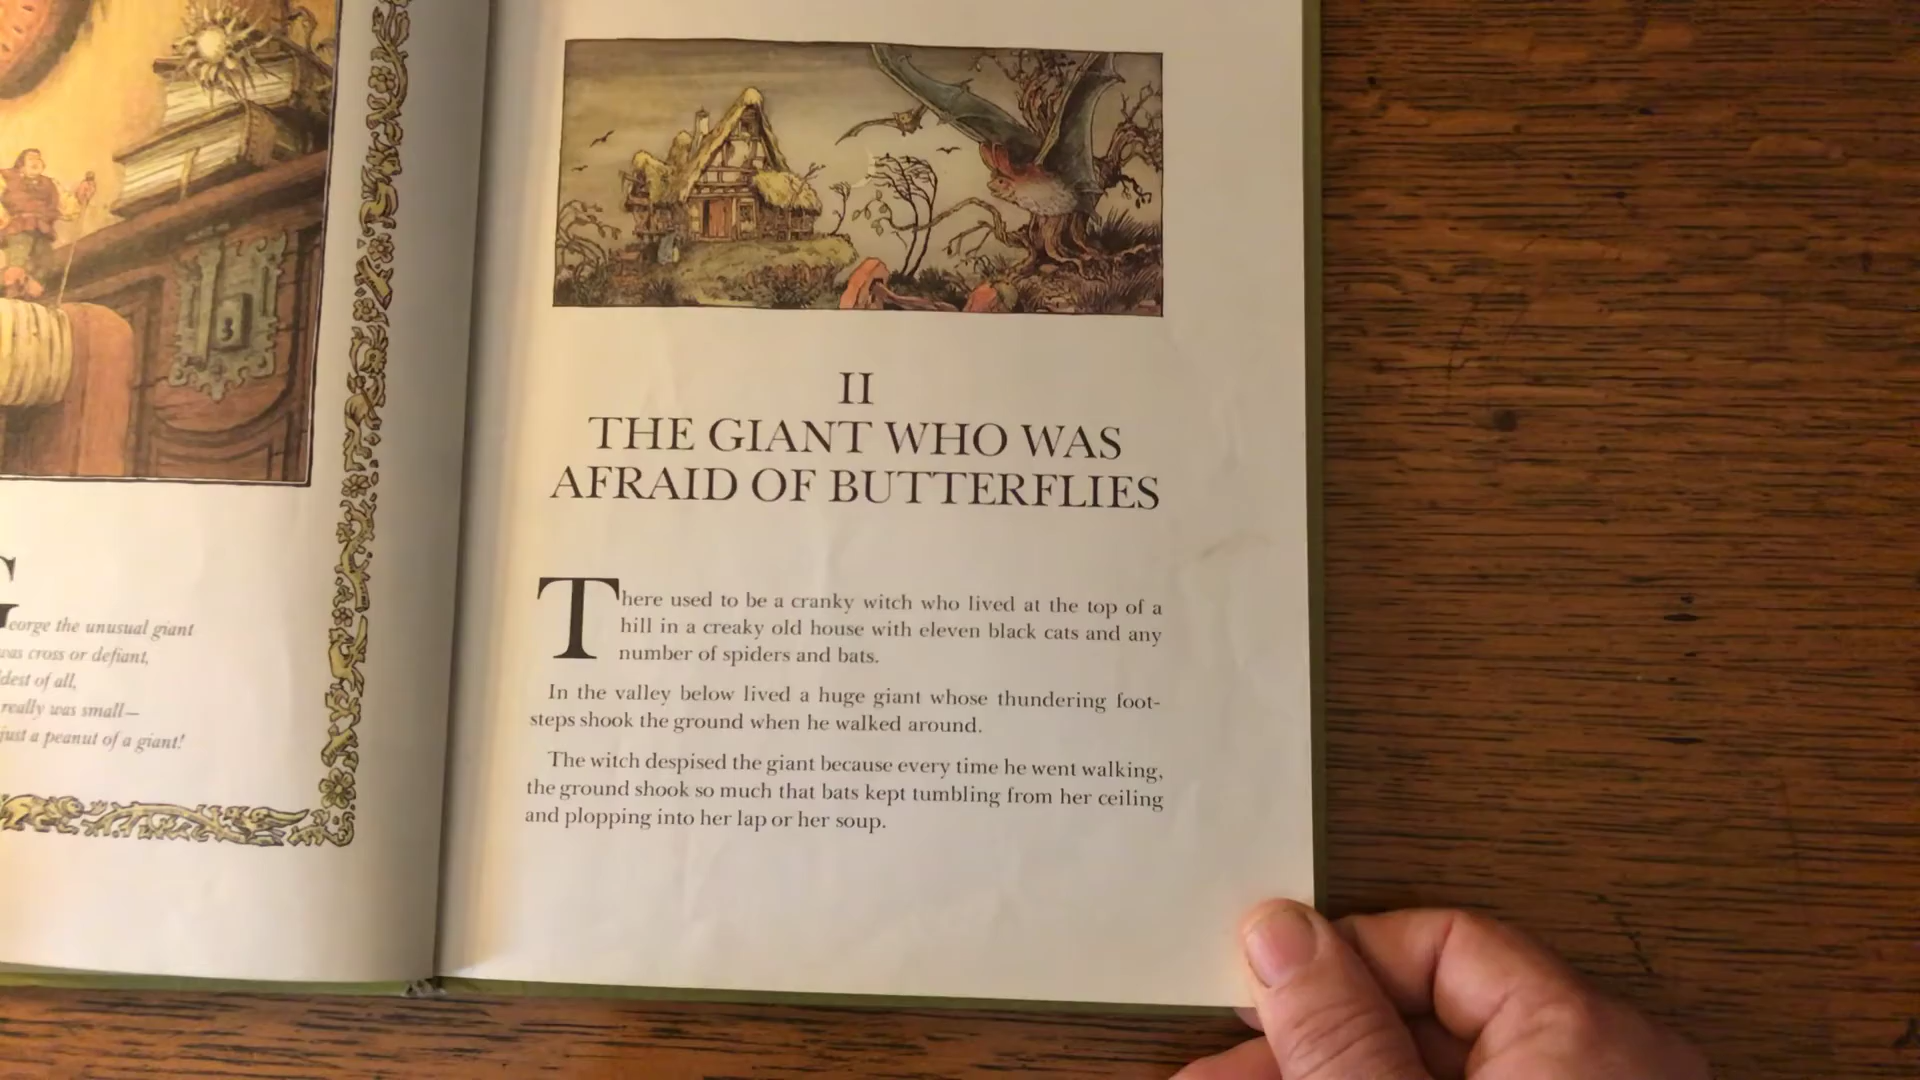 eorge the unusual giant
was cross or defiant,
dest of all,
really was small—
just a peanut of a giant!
II
THE GIANT WHO WAS
AFRAID OF BUTTERFLIES
There used to be a cranky witch who lived at the top of a
hill in a creaky old house with eleven black cats and any
number of spiders and bats.
In the valley below lived a huge giant whose thundering foot-
steps shook the ground when he walked around.
The witch despised the giant because every time he went walking,
the ground shook so much that bats kept tumbling from her ceiling
and plopping into her lap or her soup.